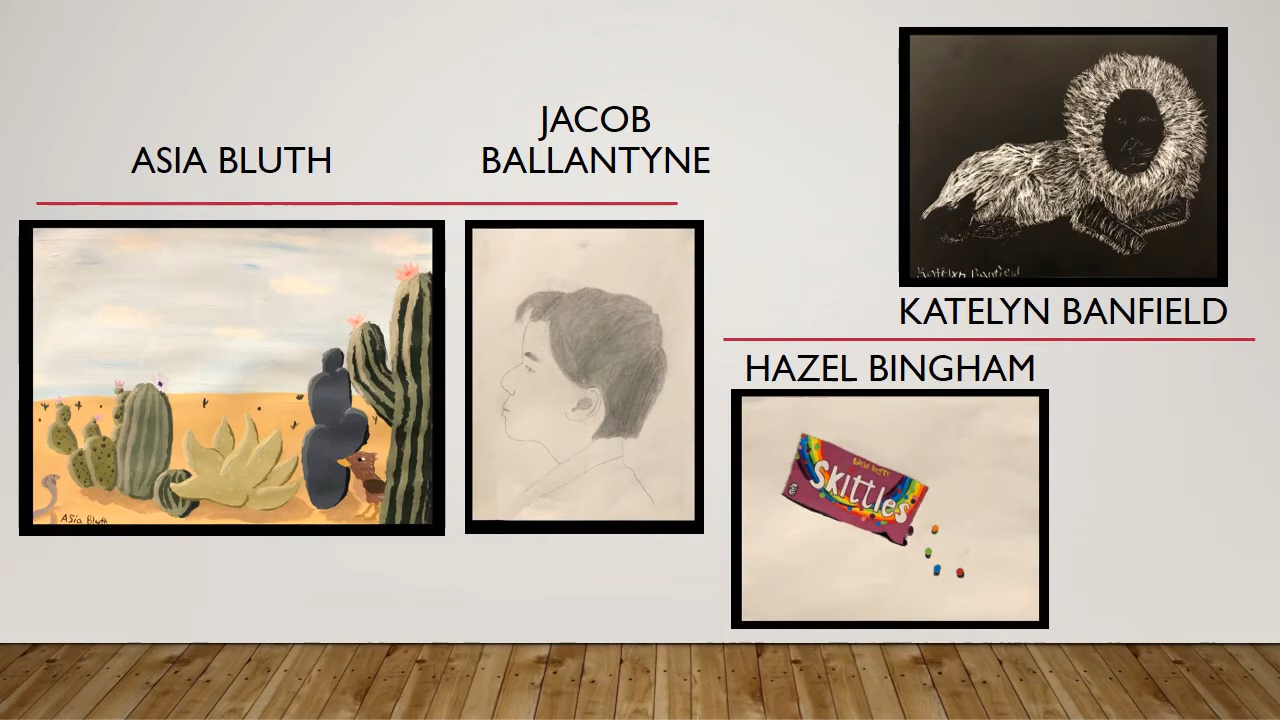 ASIA BLUTH
JACOB
BALLANTYNE
Katelyn Banfield
KATELYN BANFIELD
HAZEL BINGHAM
Skittles
ASia Bluth